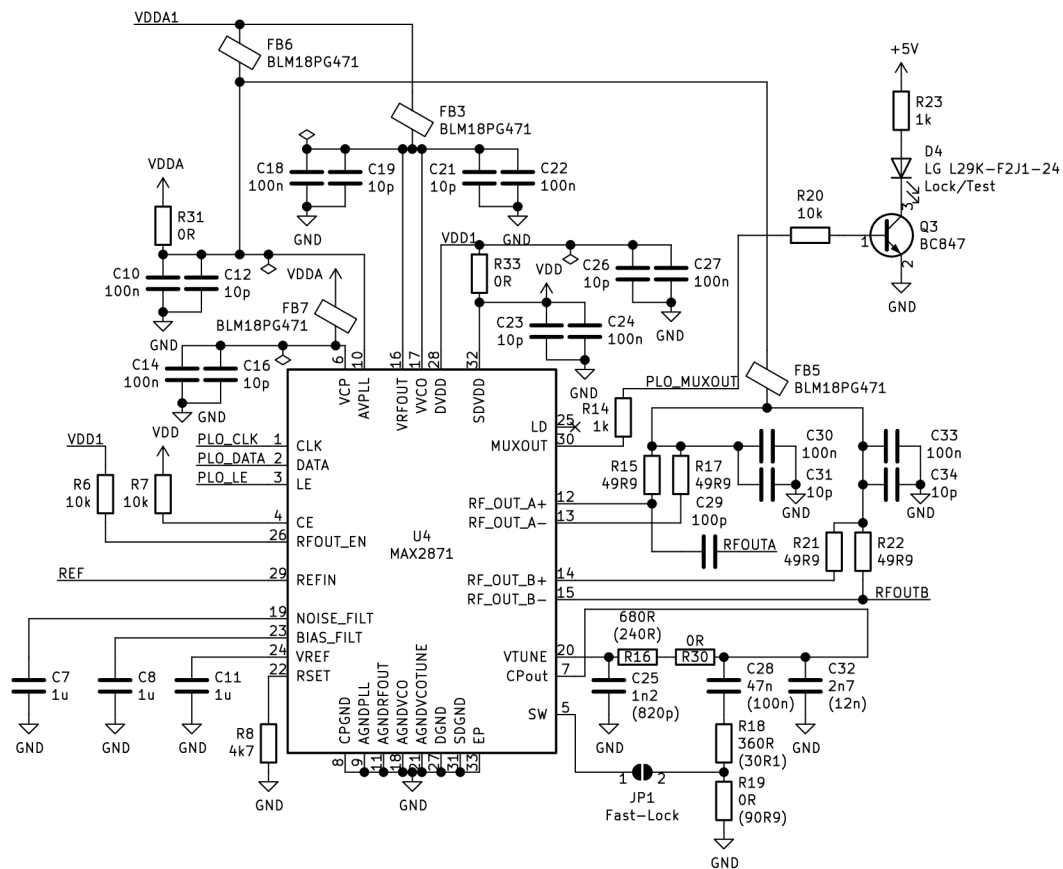 VDDA1
FB6
BLM18PG471
+5V
R23
1k
FB3
BLM18PG471
D4
LG L29K-F2J1-24
Lock/Test
C18
100n
C19
10p
C21
10p
C22
100n
VDDA
GND
GND
R20
10k
3
1
2
Q3
BC847
R31
0R
VDD1
GND
C10
100n
C12
10p
VDDA
R33
0R
VDD
C26
10p
C27
100n
FB7
BLM18PG471
GND
C23
10p
C24
100n
GND
C14
100n
C16
10p
GND
GND
6
10
16
17
28
32
VCP
AVPLL
VRFOUT
VVCO
DVDD
SDVDD
PLO_MUXOUT
FB5
BLM18PG471
R14
1k
VDD1
VDD
PLO_CLK
PLO_DATA
PLO_LE
1
2
3
CLK
DATA
LE
LD
25
MUXOUT
30
R6
10k
R7
10k
R15
49R9
R17
49R9
C30
100n
C31
10p
GND
C33
100n
C34
10p
GND
4
CE
26
RFOUT_EN
RF_OUT_A+
12
RF_OUT_A-
13
C29
100p
RFOUTA
U4
MAX2871
R21
49R9
R22
49R9
REF
29
REFIN
RF_OUT_B+
14
RF_OUT_B-
15
RFOUTB
19
NOISE_FILT
23
BIAS_FILT
24
VREF
22
RSET
680R
(240R)
R16
0R
R30
VTUNE
20
CPout
7
C7
1u
C8
1u
C11
1u
C25
1n2
(820p)
C28
47n
(100n)
C32
2n7
(12n)
SW
5
GND
GND
GND
GND
GND
R8
4k7
R18
360R
(30R1)
CPGND
AGNDPLL
AGNDRFOUT
AGNDVCO
AGNDVCOTUNE
DGND
SDGND
EP
8
9
11
18
21
27
31
33
GND
GND
1
2
JP1
Fast-Lock
R19
0R
(90R9)
GND